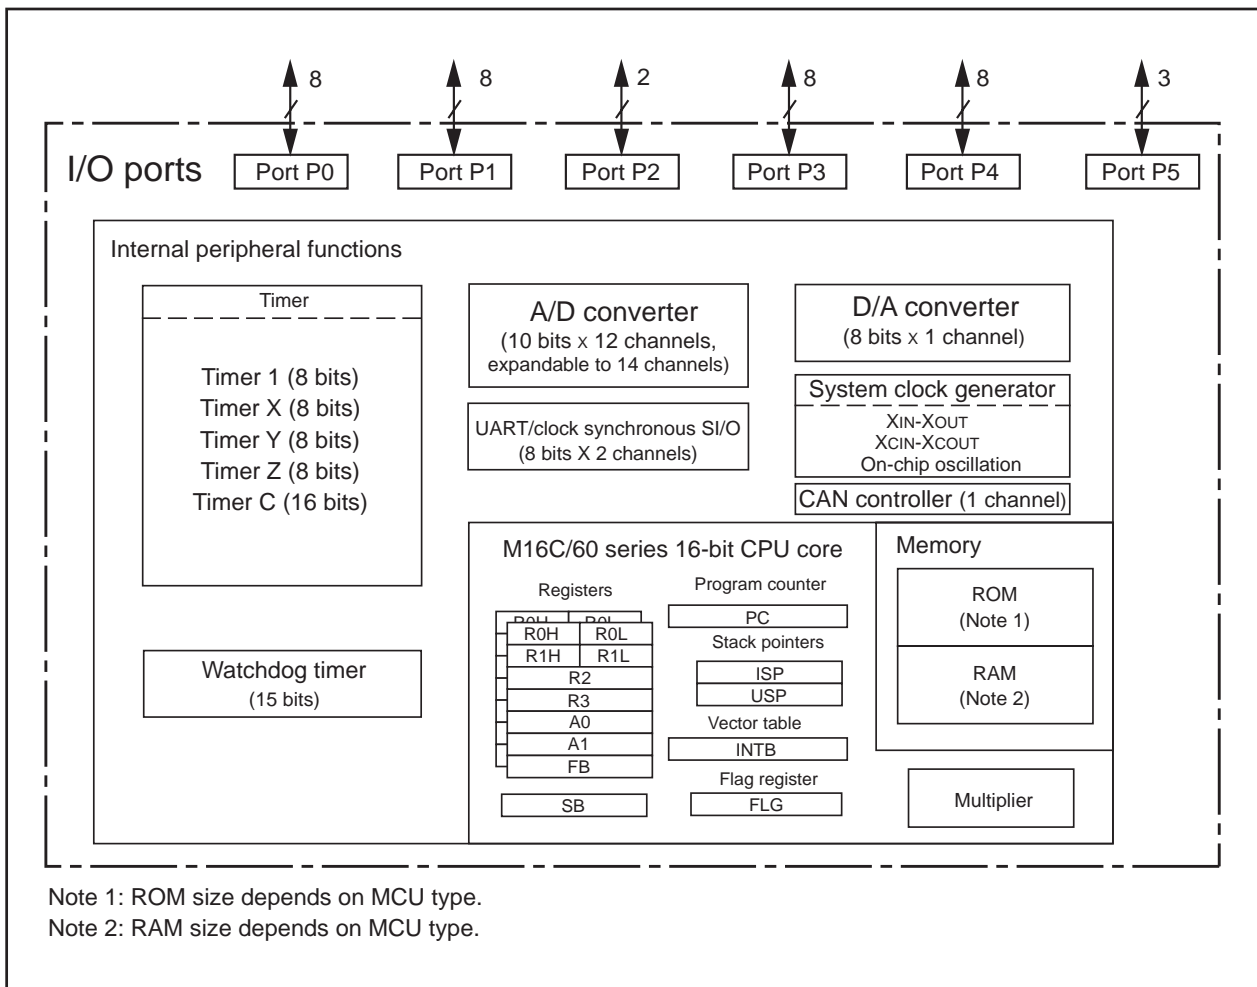 8 8 2 8 8 3
I/O ports
Port P0 Port P1 Port P2 Port P3 Port P4 Port P5
Internal peripheral functions
Timer
Timer 1 (8 bits)
Timer X (8 bits)
Timer Y (8 bits)
Timer Z (8 bits)
Timer C (16 bits)
Watchdog timer
(15 bits)
A/D converter
(10 bits x 12 channels,
expandable to 14 channels)
UART/clock synchronous SI/O
(8 bits X 2 channels)
D/A converter
(8 bits x 1 channel)
System clock generator
XIN-XOUT
XCIN-XCOUT
On-chip oscillation
CAN controller (1 channel)
M16C/60 series 16-bit CPU core
Registers
R0H R0L
R0H R0L
R1H R1L
R2
R3
A0
A1
FB
SB
Program counter
PC
Stack pointers
ISP
USP
Vector table
INTB
Flag register
FLG
Memory
ROM
(Note 1)
RAM
(Note 2)
Multiplier
Note 1: ROM size depends on MCU type.
Note 2: RAM size depends on MCU type.